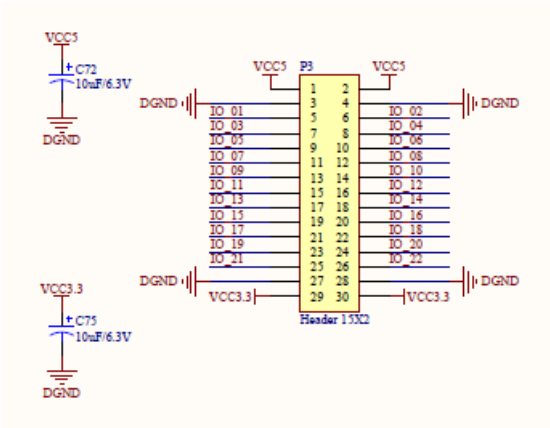 VCC5
C72
10uF/6.3V
DGND
VCC5 P3 VCC5
1 2
DGND 3 4 DGND
IO_01 5 6 IO_02
IO_03 7 8 IO_04
IO_05 9 10 IO_06
IO_07 11 12 IO_08
IO_09 13 14 IO_10
IO_11 15 16 IO_12
IO_13 17 18 IO_14
IO_15 19 20 IO_16
IO_17 21 22 IO_18
IO_19 23 24 IO_20
IO_21 25 26 IO_22
DGND 27 28 DGND
VCC3.3 29 30 VCC3.3
Header 15X2
VCC3.3
C75
10uF/6.3V
DGND